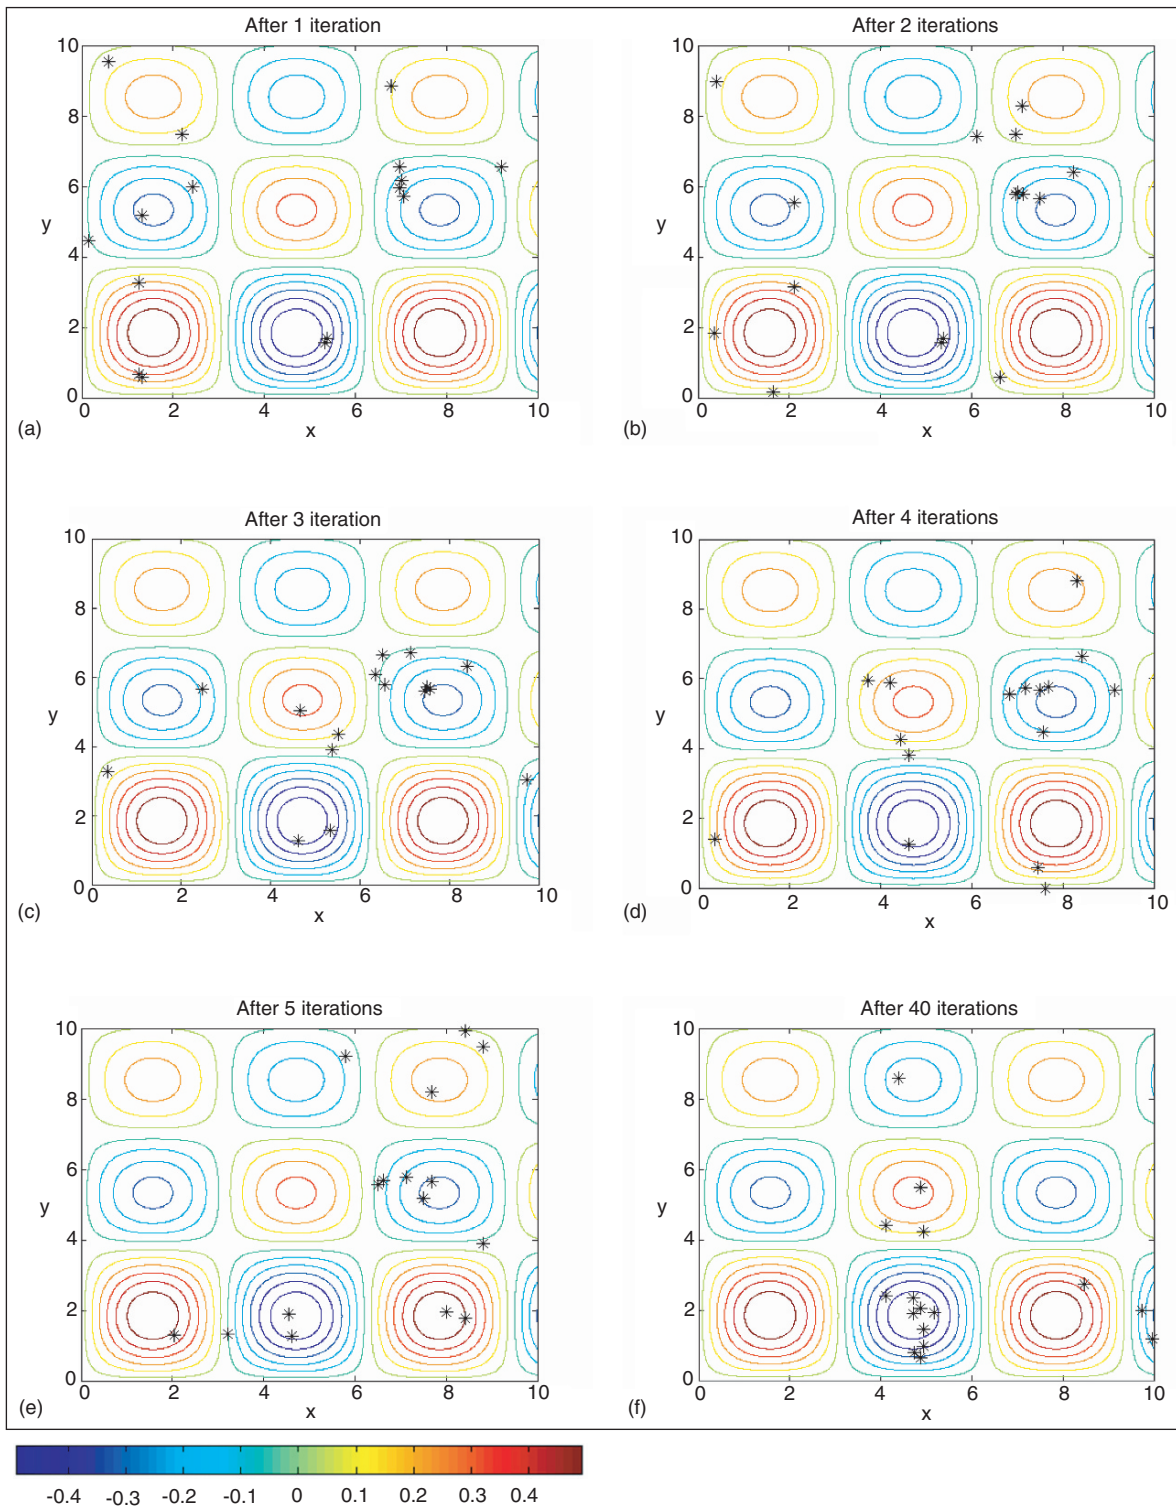 After 1 iteration
After 2 iterations
10
8
6
y
4
2
0
0 2 4 6 8 10
x
(a)
10
8
6
y
4
2
0
0 2 4 6 8 10
x
(b)
After 3 iteration
After 4 iterations
10
8
6
y
4
2
0
0 2 4 6 8 10
x
(c)
10
8
6
y
4
2
0
0 2 4 6 8 10
x
(d)
After 5 iterations
After 40 iterations
10
8
6
y
4
2
0
0 2 4 6 8 10
x
(e)
10
8
6
y
4
2
0
0 2 4 6 8 10
x
(f)
-0.4 -0.3 -0.2 -0.1 0 0.1 0.2 0.3 0.4